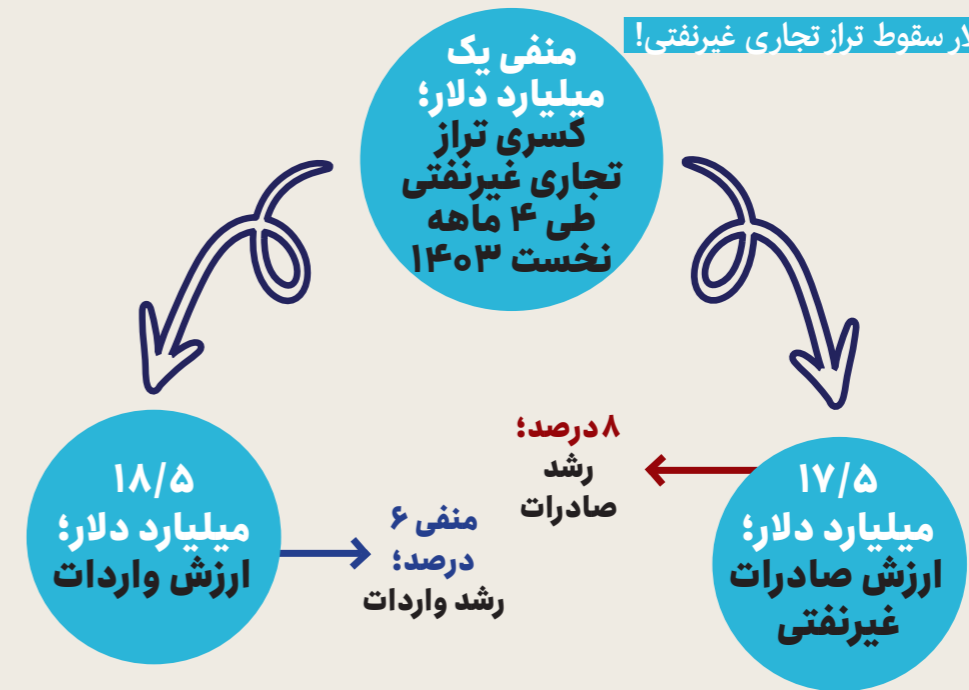 سقوط تراز تجاری غیرنفتی!
منفی یک
میلیارد دلار؛
کسری تراز
تجاری غیرنفتی
طی ۴ ماهه
نخست ۱۴۰۳
۸ درصد؛
رشد
صادرات
۱۷/۵
میلیارد دلار؛
ارزش صادرات
غیرنفتی
۱۸/۵
میلیارد دلار؛
ارزش واردات
منفی ۶
درصد؛
رشد واردات